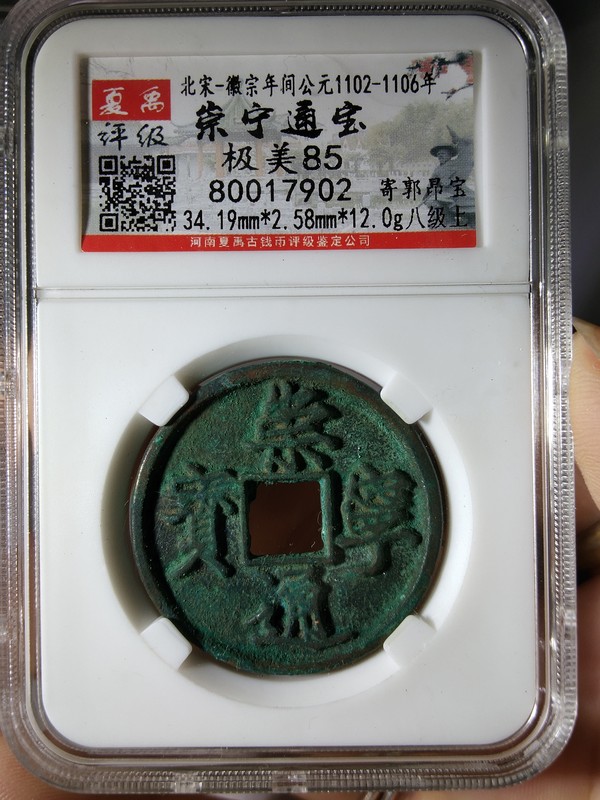 北宋-徽宗年间公元1102-1106年
夏禹
评级
崇宁通宝
极美85
80017902
寄郭昂宝
34.19mm*2.58mm*12.0g八级土
河南夏禹古钱币评级鉴定公司
崇寧通寳